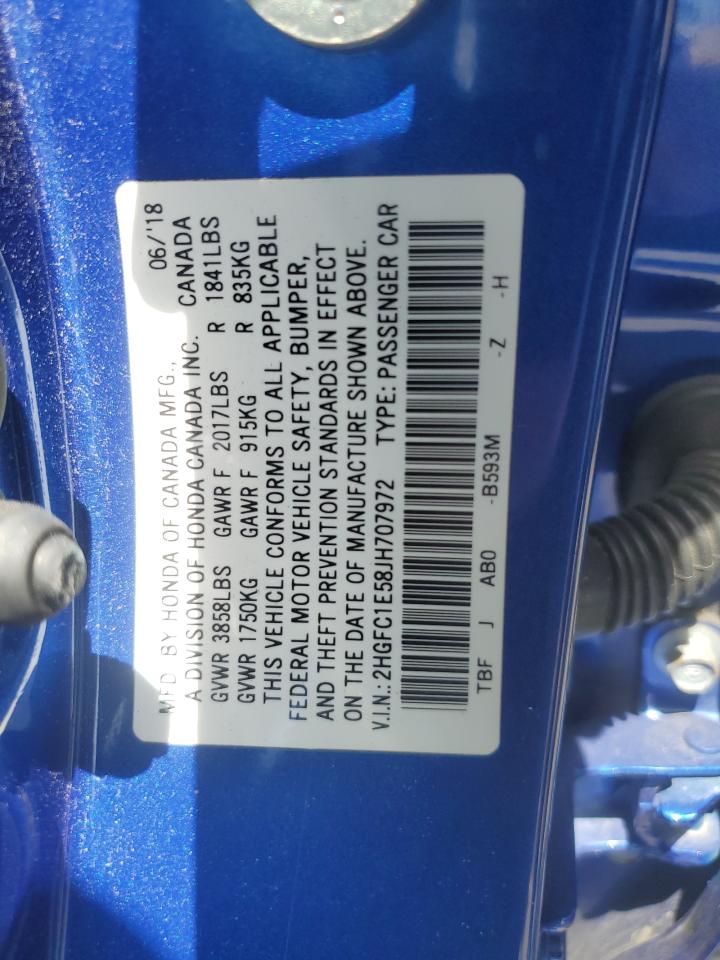 MFD BY HONDA OF CANADA MFG., 06/'18
A DIVISION OF HONDA CANADA INC. CANADA
GVWR 3858LBS GAWR F 2017LBS R 1841LBS
GVWR 1750KG GAWR F 915KG R 835KG
THIS VEHICLE CONFORMS TO ALL APPLICABLE
FEDERAL MOTOR VEHICLE SAFETY, BUMPER,
AND THEFT PREVENTION STANDARDS IN EFFECT
ON THE DATE OF MANUFACTURE SHOWN ABOVE.
V.I.N.: 2HGFC1E58JH707972 TYPE: PASSENGER CAR
TBF J AB0 -B593M -Z -H